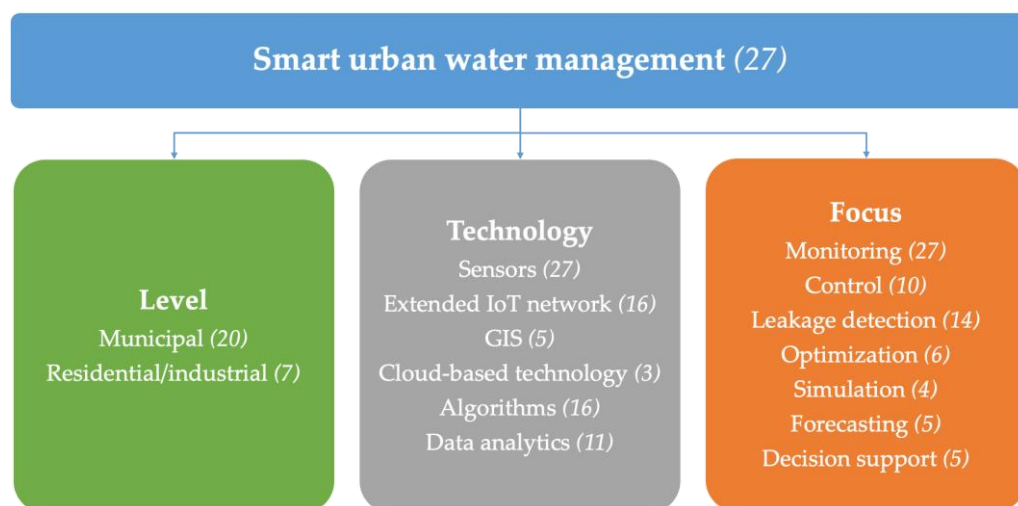 Smart urban water management (27)
Level
Municipal (20)
Residential/industrial (7)
Technology
Sensors (27)
Extended IoT network (16)
GIS (5)
Cloud-based technology (3)
Algorithms (16)
Data analytics (11)
Focus
Monitoring (27)
Control (10)
Leakage detection (14)
Optimization (6)
Simulation (4)
Forecasting (5)
Decision support (5)